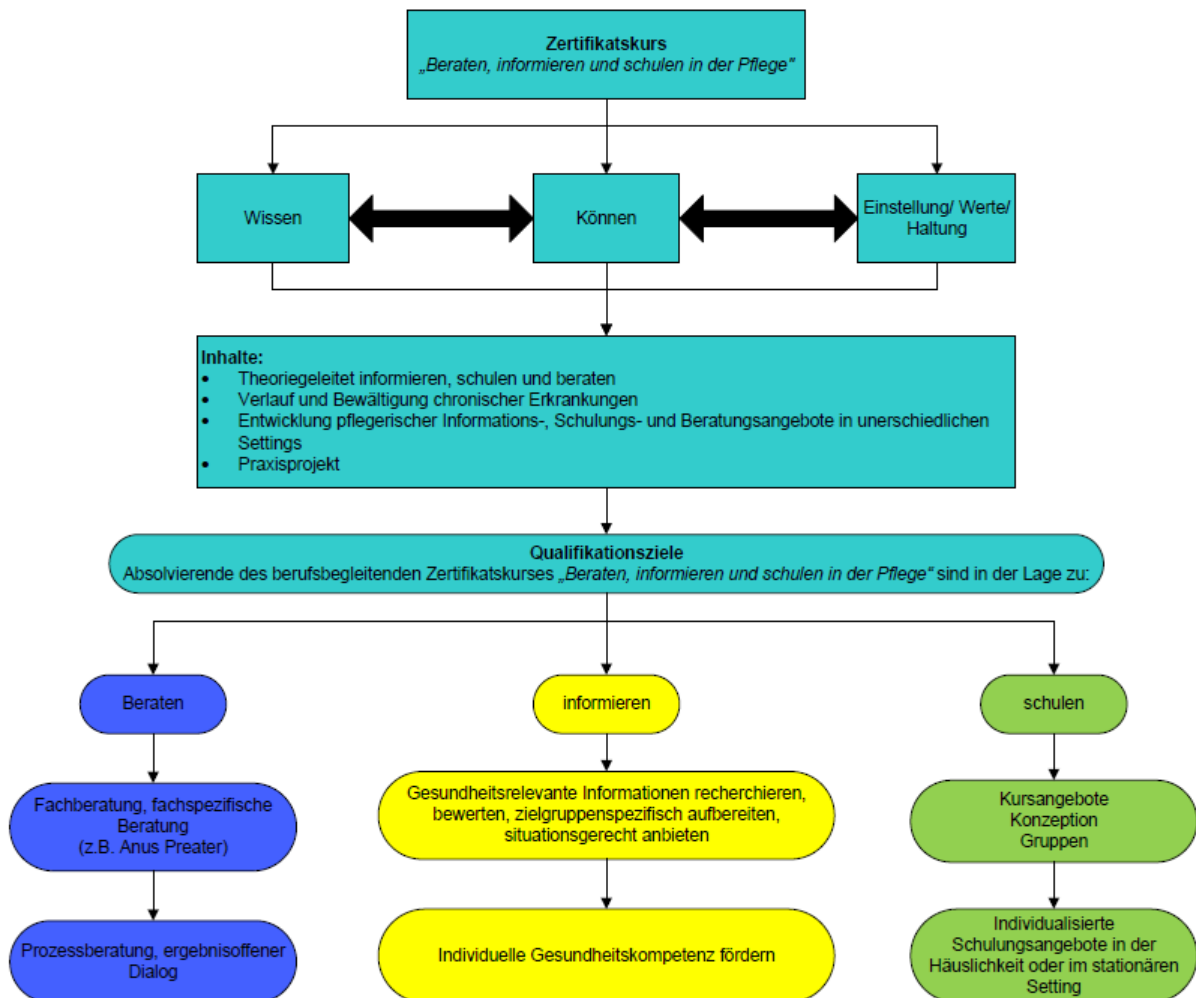 Zertifikatskurs
„Beraten, informieren und schulen in der Pflege"
Wissen
Können
Einstellung/ Werte/
Haltung
Inhalte:
• Theoriegeleitet informieren, schulen und beraten
• Verlauf und Bewältigung chronischer Erkrankungen
• Entwicklung pflegerischer Informations-, Schulungs- und Beratungsangebote in unerschiedlichen
Settings
• Praxisprojekt
Qualifikationsziele
Absolvierende des berufsbegleitenden Zertifikatskurses „Beraten, informieren und schulen in der Pflege" sind in der Lage zu:
Beraten
informieren
schulen
Fachberatung, fachspezifische
Beratung
(z.B. Anus Preater)
Gesundheitsrelevante Informationen recherchieren,
bewerten, zielgruppenspezifisch aufbereiten,
situationsgerecht anbieten
Kursangebote
Konzeption
Gruppen
Prozessberatung, ergebnisoffener
Dialog
Individuelle Gesundheitskompetenz fördern
Individualisierte
Schulungsangebote in der
Häuslichkeit oder im stationären
Setting